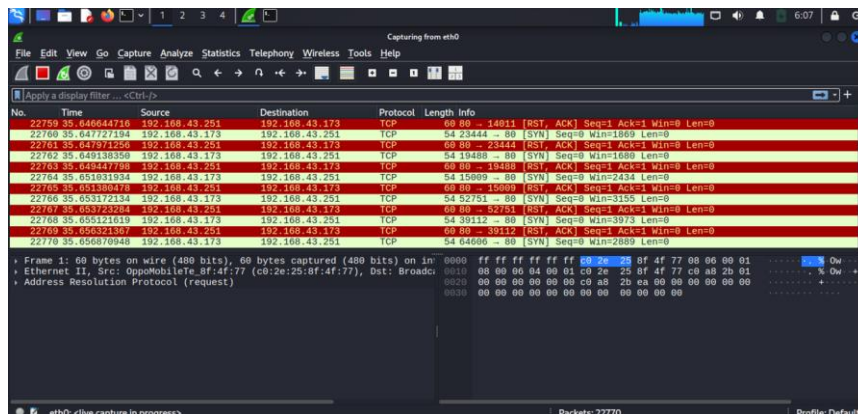 1 2 3 4
6:07
Capturing from eth0
File Edit View Go Capture Analyze Statistics Telephony Wireless Tools Help
Apply a display filter ... <Ctrl-/>
No. Time Source Destination Protocol Length Info
22759 35.646644716 192.168.43.251 192.168.43.173 TCP 60 80 → 14011 [RST, ACK] Seq=1 Ack=1 Win=0 Len=0
22760 35.647727194 192.168.43.173 192.168.43.251 TCP 54 23444 → 80 [SYN] Seq=0 Win=1869 Len=0
22761 35.647971256 192.168.43.251 192.168.43.173 TCP 60 80 → 23444 [RST, ACK] Seq=1 Ack=1 Win=0 Len=0
22762 35.649138350 192.168.43.173 192.168.43.251 TCP 54 19488 → 80 [SYN] Seq=0 Win=1680 Len=0
22763 35.649447798 192.168.43.251 192.168.43.173 TCP 60 80 → 19488 [RST, ACK] Seq=1 Ack=1 Win=0 Len=0
22764 35.651031934 192.168.43.173 192.168.43.251 TCP 54 15009 → 80 [SYN] Seq=0 Win=2434 Len=0
22765 35.651380478 192.168.43.251 192.168.43.173 TCP 60 80 → 15009 [RST, ACK] Seq=1 Ack=1 Win=0 Len=0
22766 35.653172134 192.168.43.173 192.168.43.251 TCP 54 52751 → 80 [SYN] Seq=0 Win=3155 Len=0
22767 35.653723284 192.168.43.251 192.168.43.173 TCP 60 80 → 52751 [RST, ACK] Seq=1 Ack=1 Win=0 Len=0
22768 35.655121619 192.168.43.173 192.168.43.251 TCP 54 39112 → 80 [SYN] Seq=0 Win=3973 Len=0
22769 35.656321367 192.168.43.251 192.168.43.173 TCP 60 80 → 39112 [RST, ACK] Seq=1 Ack=1 Win=0 Len=0
22770 35.656870948 192.168.43.173 192.168.43.251 TCP 54 64606 → 80 [SYN] Seq=0 Win=2889 Len=0
Frame 1: 60 bytes on wire (480 bits), 60 bytes captured (480 bits) on in
Ethernet II, Src: OppoMobileTe_8f:4f:77 (c0:2e:25:8f:4f:77), Dst: Broadc
Address Resolution Protocol (request)
0000 ff ff ff ff ff ff c0 2e 25 8f 4f 77 08 06 00 01 ·······. % Ow····
0010 08 00 06 04 00 01 c0 2e 25 8f 4f 77 c0 a8 2b 01 ·······. % Ow··+
0020 00 00 00 00 00 00 c0 a8 2b ea 00 00 00 00 00 00 ········ +·······
0030 00 00 00 00 00 00 00 00 00 00 00 00
eth0: <live capture in progress>
Packets: 22770
Profile: Default